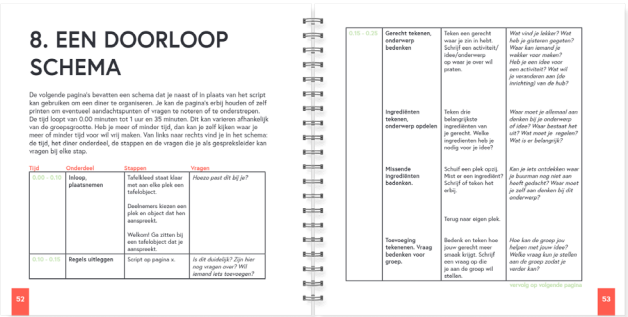 8. EEN DOORLOOP
SCHEMA
De volgende pagina's bevatten een schema die je naast of in plaats van het script
kan gebruiken om een diner te organiseren. Je kan de pagina's erbij houden of zelf
printen om eventueel aandachtspunten of vragen te noteren of te onderstrepen.
De tijd loopt van 0.00 minuten tot 1 uur en 35 minuten. Dit kan varieren afhankelijk
van de groepsgrootte. Heb je meer of minder tijd, dan kan je zelf kijken waar je
meer of minder tijd voor wil vrij maken. Van links naar rechts vind je in het schema:
de tijd, het diner onderdeel, de stappen en de vragen die je als gespreksleider kan
vragen bij elke stap.
Tijd Onderdeel Stappen Vragen
0.00 - 0.10 Inloop, Tafelkleed staat klaar Hoezo past dit bij je?
plaatsnemen met aan elke plek een
tafelobject.
Deelnemers kiezen een
plek en object dat hen
aanspreekt.
Welkom! Ga zitten bij
een tafelobject dat je
aanspreekt.
0.10 - 0.15 Regels uitleggen Script op pagina x. Is dit duidelijk? Zijn hier
nog vragen over? Wil
iemand iets toevoegen?
52
0.15 - 0.35 Gerecht tekenen, Teken een gerecht Wat vind je lekker? Wat
onderwerp waar je zin in hebt. heb je gisteren gegeten?
bedenken Schrijf een activiteit/ Waar kan iemand je
idee/onderwerp wakker voor maken?
op waar je over wil Heb je een idee voor
praten. een activiteit? Wat wil
je veranderen aan (de
inrichting) van de hub?
Ingrediënten Teken drie Waar moet je allemaal aan
tekenen, belangrijkste denken bij je onderwerp
onderwerp opdelen ingrediënten van of idee? Waar bestaat het
je gerecht. Welke uit? Wat moet je regelen?
ingredienten heb je Wat is er belangrijk?
nodig voor je idee?
Missende Schuif een plek opzij. Kan je iets ontdekken waar
ingrediënten Mist er een ingrediënt? je buurman nog niet aan
bedenken. Schrijf of teken het heeft gedacht? Waar moet
erbij. je zelf aan denken bij dit
onderwerp?
Terug naar eigen plek.
Toevoeging Bedenk en teken hoe Hoe kan de groep jou
tekenenen. Vraag jouw gerecht meer helpen met jouw idee?
bedenken voor smaak krijgt. Schrijf Welke vraag kun je stellen
groep. een vraag op die aan de groep zodat je
je aan de groep wil verder kan?
stellen.
vervolg op volgende pagina
53